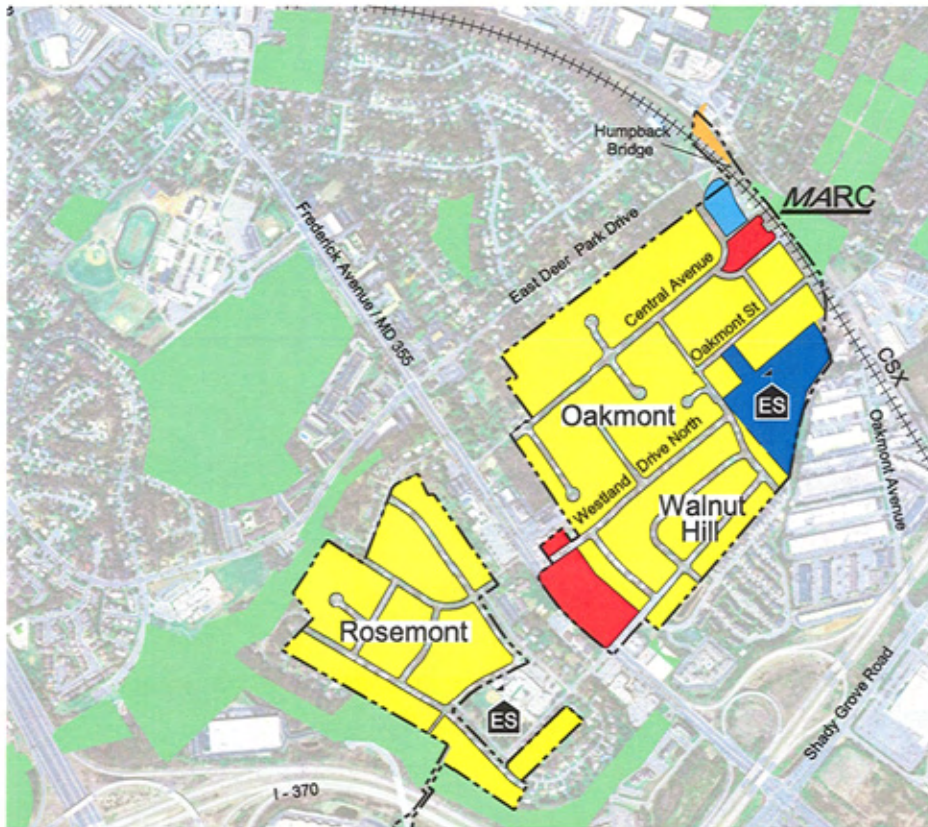 Humpback
Bridge
MARC
Frederick Avenue / MD 355
East Deer Park Drive
Central Avenue
Oakmont St
CSX
ES
Oakmont
Westland Drive North
Oakmont Avenue
Walnut
Hill
Rosemont
ES
Shady Grove Road
I - 370